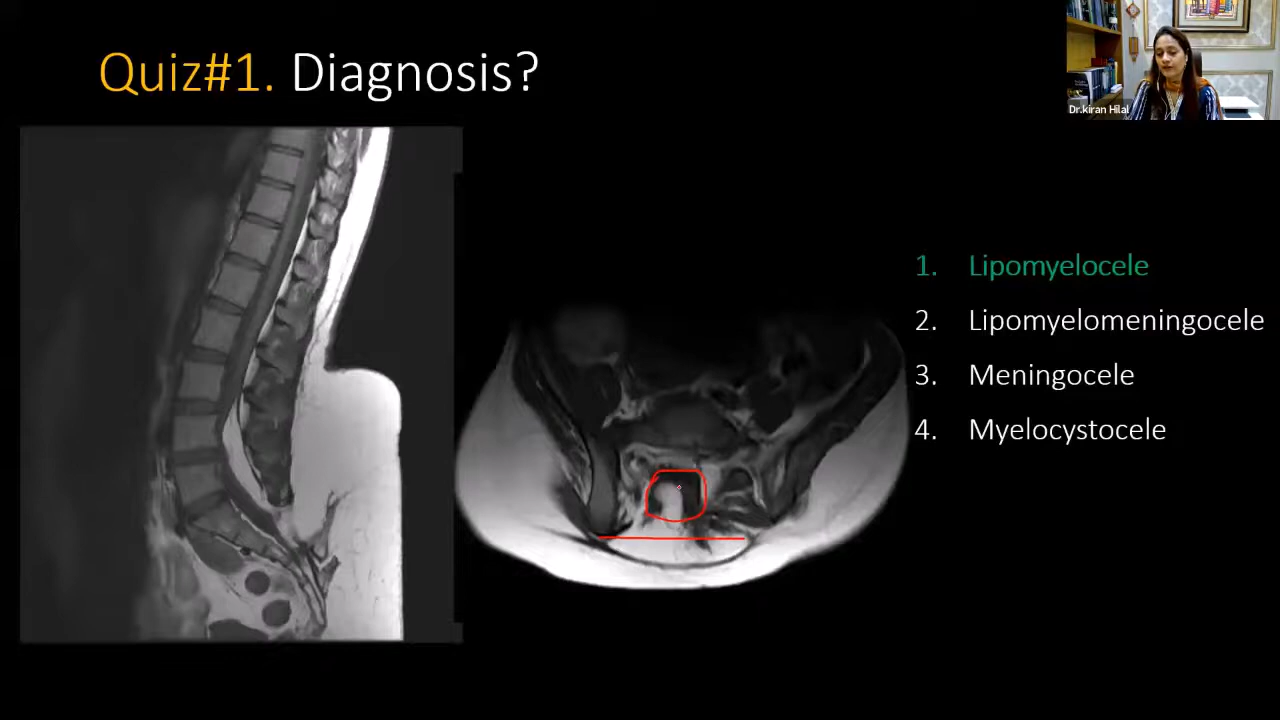 Quiz#1. Diagnosis?
Dr.kiran Hilal
1. Lipomyelocele
2. Lipomyelomeningocele
3. Meningocele
4. Myelocystocele